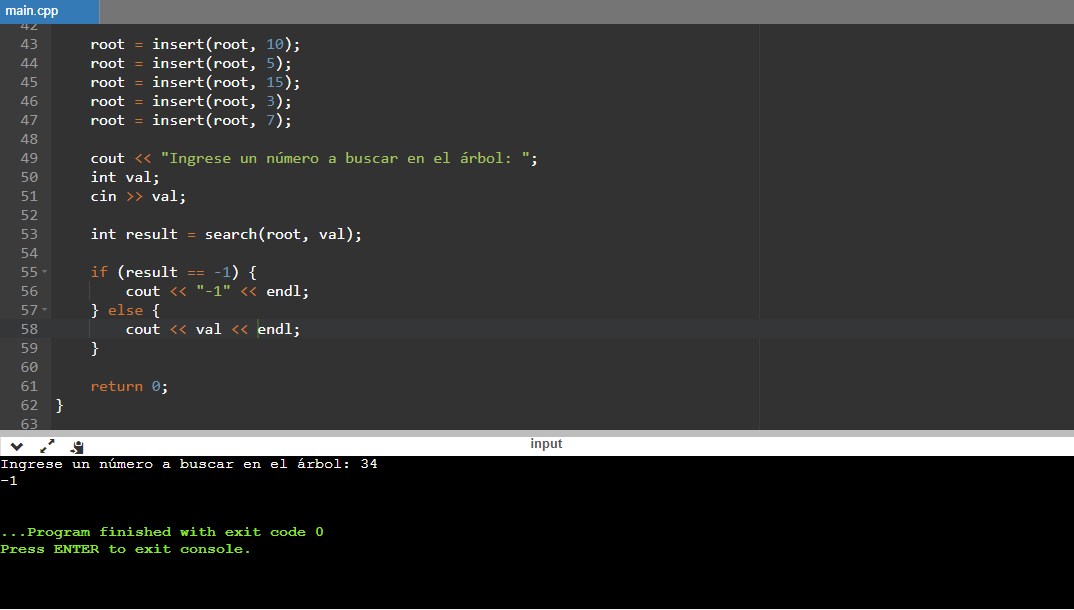 main.cpp
42
43 root = insert(root, 10);
44 root = insert(root, 5);
45 root = insert(root, 15);
46 root = insert(root, 3);
47 root = insert(root, 7);
48
49 cout << "Ingrese un número a buscar en el árbol: ";
50 int val;
51 cin >> val;
52
53 int result = search(root, val);
54
55 if (result == -1) {
56 cout << "-1" << endl;
57 } else {
58 cout << val << endl;
59 }
60
61 return 0;
62 }
63
input
Ingrese un número a buscar en el árbol: 34
-1
...Program finished with exit code 0
Press ENTER to exit console.